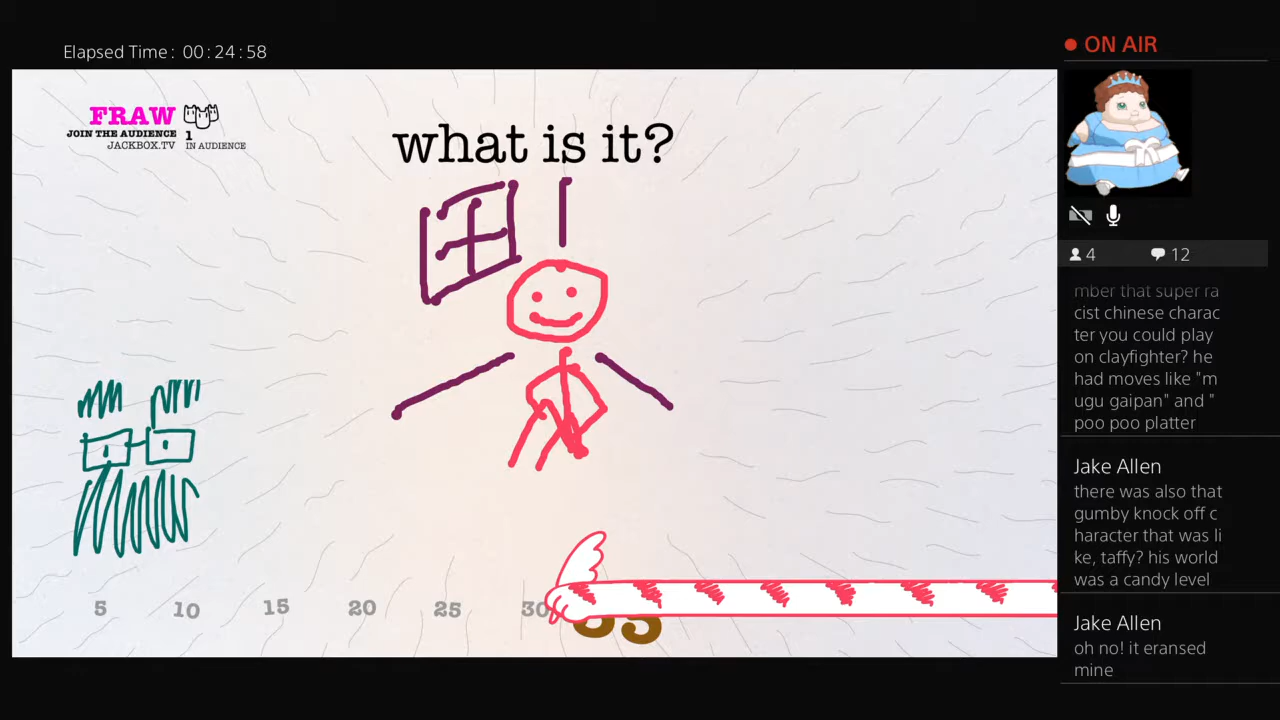 Elapsed Time: 00:24:58
ON AIR
FRAW
JOIN THE AUDIENCE
JACKBOX.TV
1
IN AUDIENCE
what is it?
4
12
mber that super ra
cist chinese charac
ter you could play
on clayfighter? he
had moves like "m
ugu gaipan" and "
poo poo platter
Jake Allen
there was also that
gumby knock off c
haracter that was li
ke, taffy? his world
was a candy level
Jake Allen
oh no! it eransed
mine
5 10 15 20 25 30 35